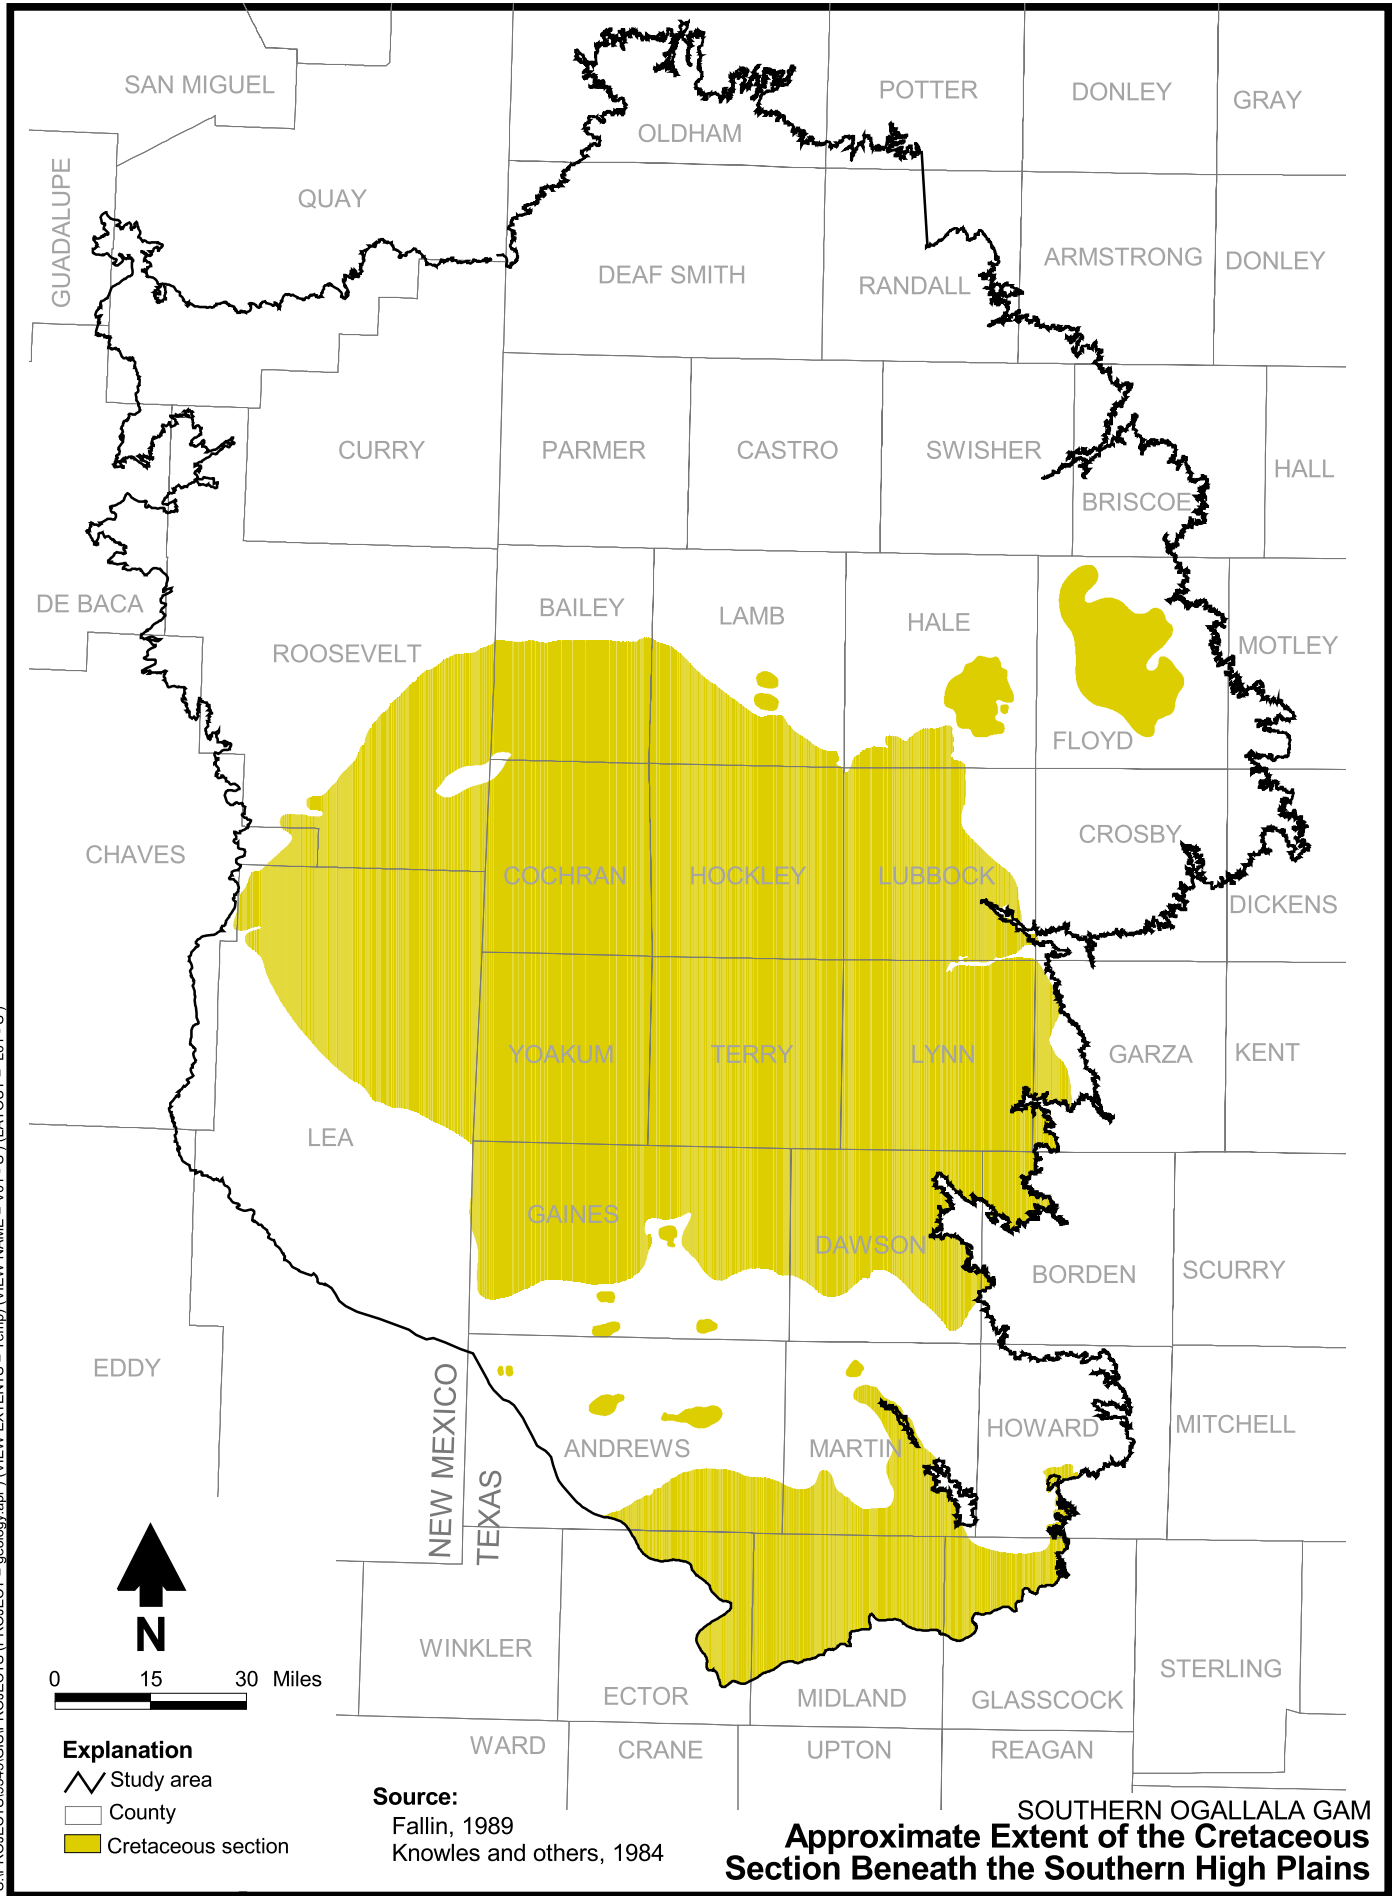 SAN MIGUEL
POTTER
DONLEY
GRAY
OLDHAM
GUADALUPE
QUAY
DEAF SMITH
RANDALL
ARMSTRONG
DONLEY
CURRY
PARMER
CASTRO
SWISHER
HALL
BRISCOE
DE BACA
BAILEY
LAMB
HALE
ROOSEVELT
MOTLEY
FLOYD
CHAVES
CROSBY
COCHRAN
HOCKLEY
LUBBOCK
DICKENS
YOAKUM
TERRY
LYNN
GARZA
KENT
LEA
GAINES
DAWSON
BORDEN
SCURRY
EDDY
NEW MEXICO
TEXAS
ANDREWS
MARTIN
HOWARD
MITCHELL
N
WINKLER
ECTOR
MIDLAND
GLASSCOCK
STERLING
0 15 30 Miles
WARD
CRANE
UPTON
REAGAN
Explanation
Study area
County
Cretaceous section
Source:
Fallin, 1989
Knowles and others, 1984
SOUTHERN OGALLALA GAM
Approximate Extent of the Cretaceous
Section Beneath the Southern High Plains